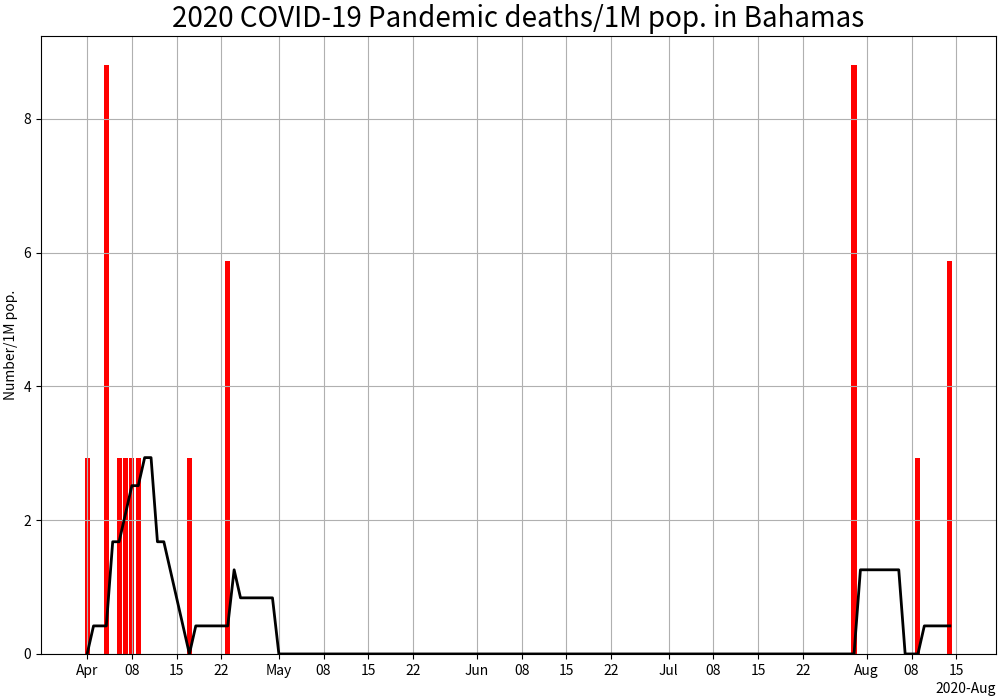 2020 COVID-19 Pandemic deaths/1M pop. in Bahamas
Number/1M pop.
8
6
4
2
0
Apr 08 15 22 May 08 15 22 Jun 08 15 22 Jul 08 15 22 Aug 08 15
2020-Aug